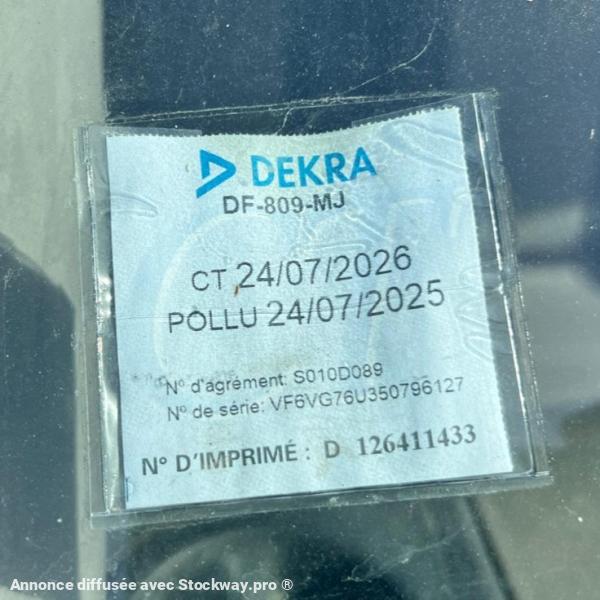 DEKRA
DF-809-MJ
CT 24/07/2026
POLLU 24/07/2025
N° d'agrément: S010D089
N° de série: VF6VG76U350796127
N° D'IMPRIMÉ : D 126411433
Annonce diffusée avec Stockway.pro ®